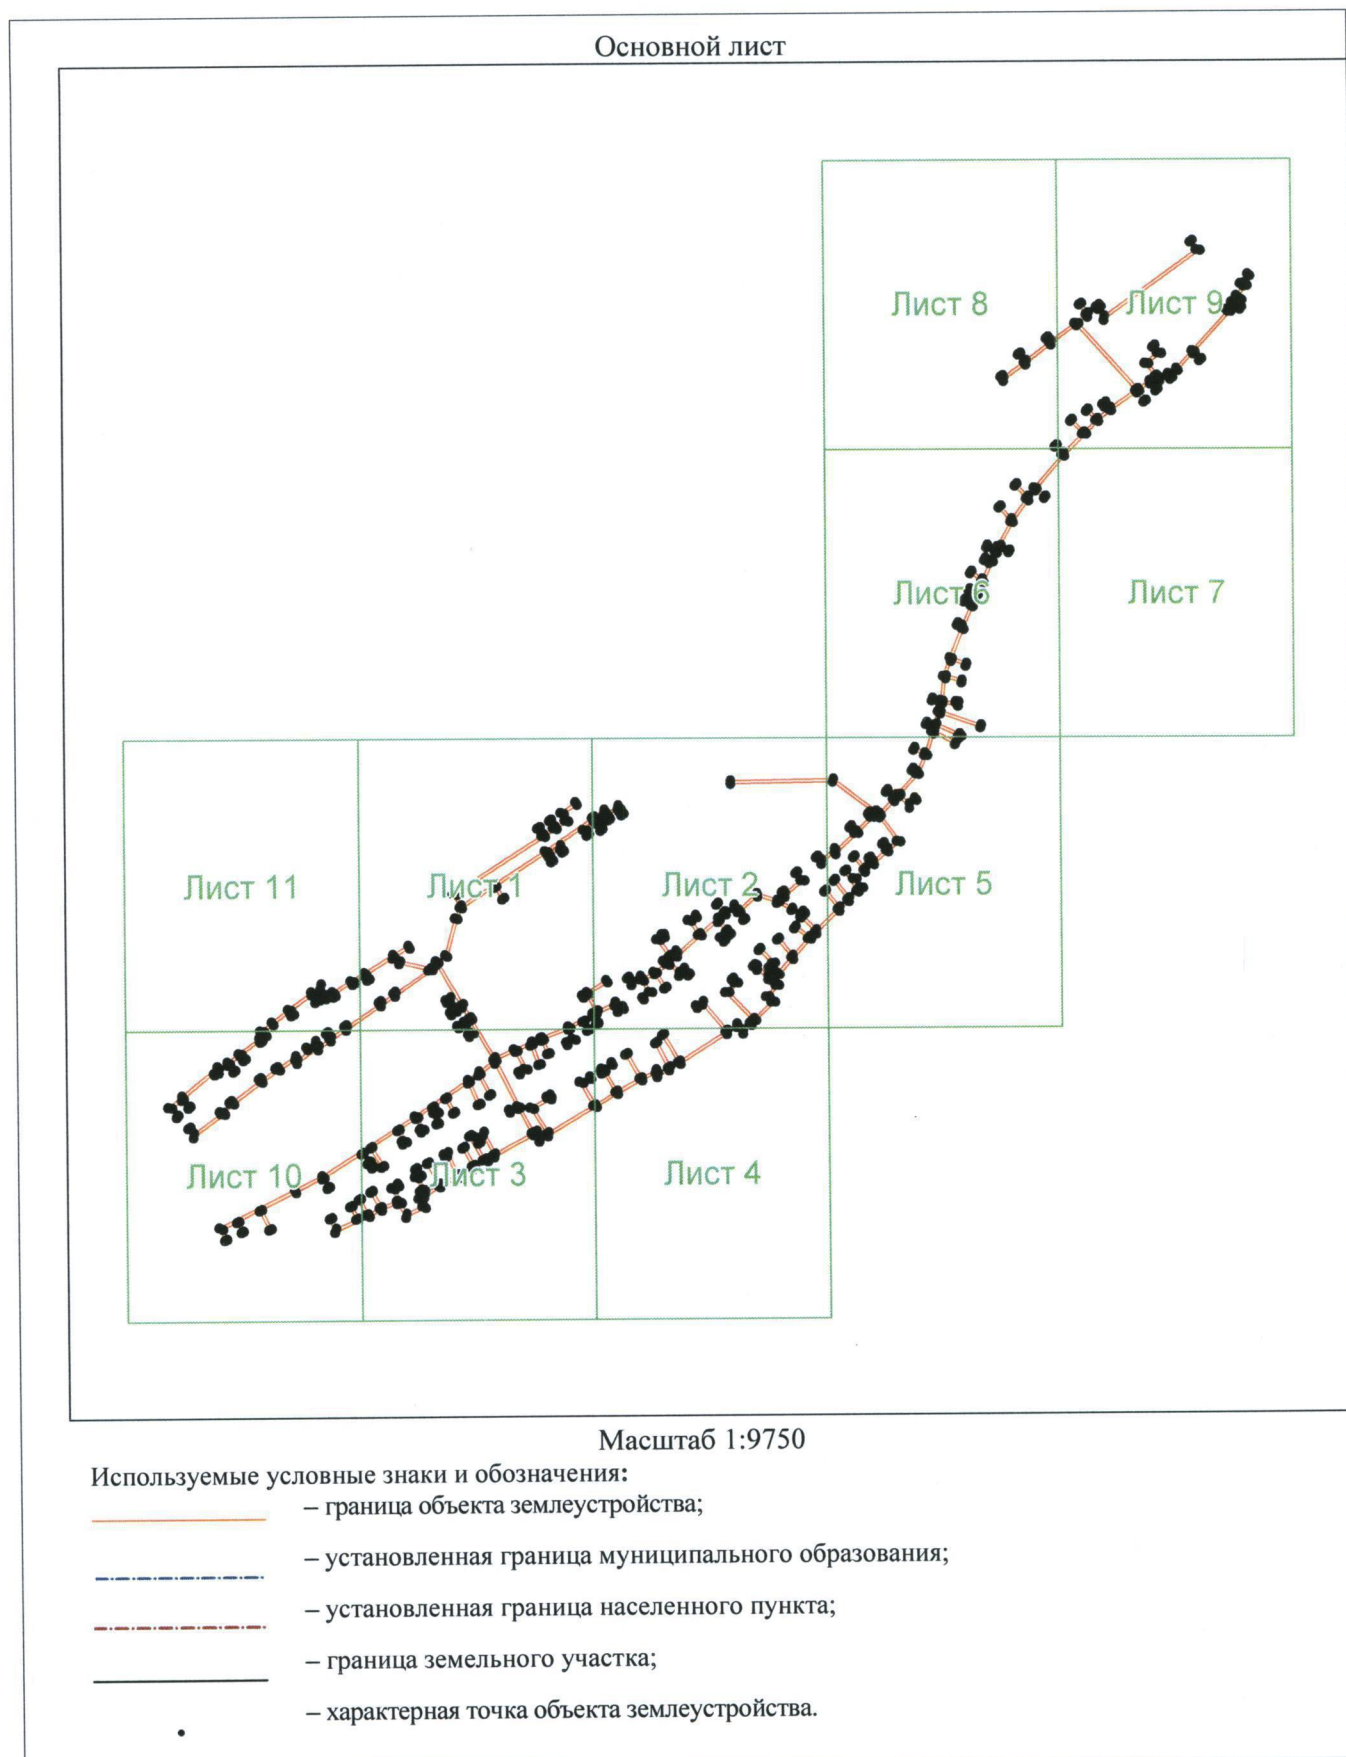 Основной лист
Лист 8
Лист 9
Лист 6
Лист 7
Лист 11
Лист 1
Лист 2
Лист 5
Лист 10
Лист 3
Лист 4
Масштаб 1:9750
Используемые условные знаки и обозначения:
– граница объекта землеустройства;
– установленная граница муниципального образования;
– установленная граница населенного пункта;
– граница земельного участка;
– характерная точка объекта землеустройства.